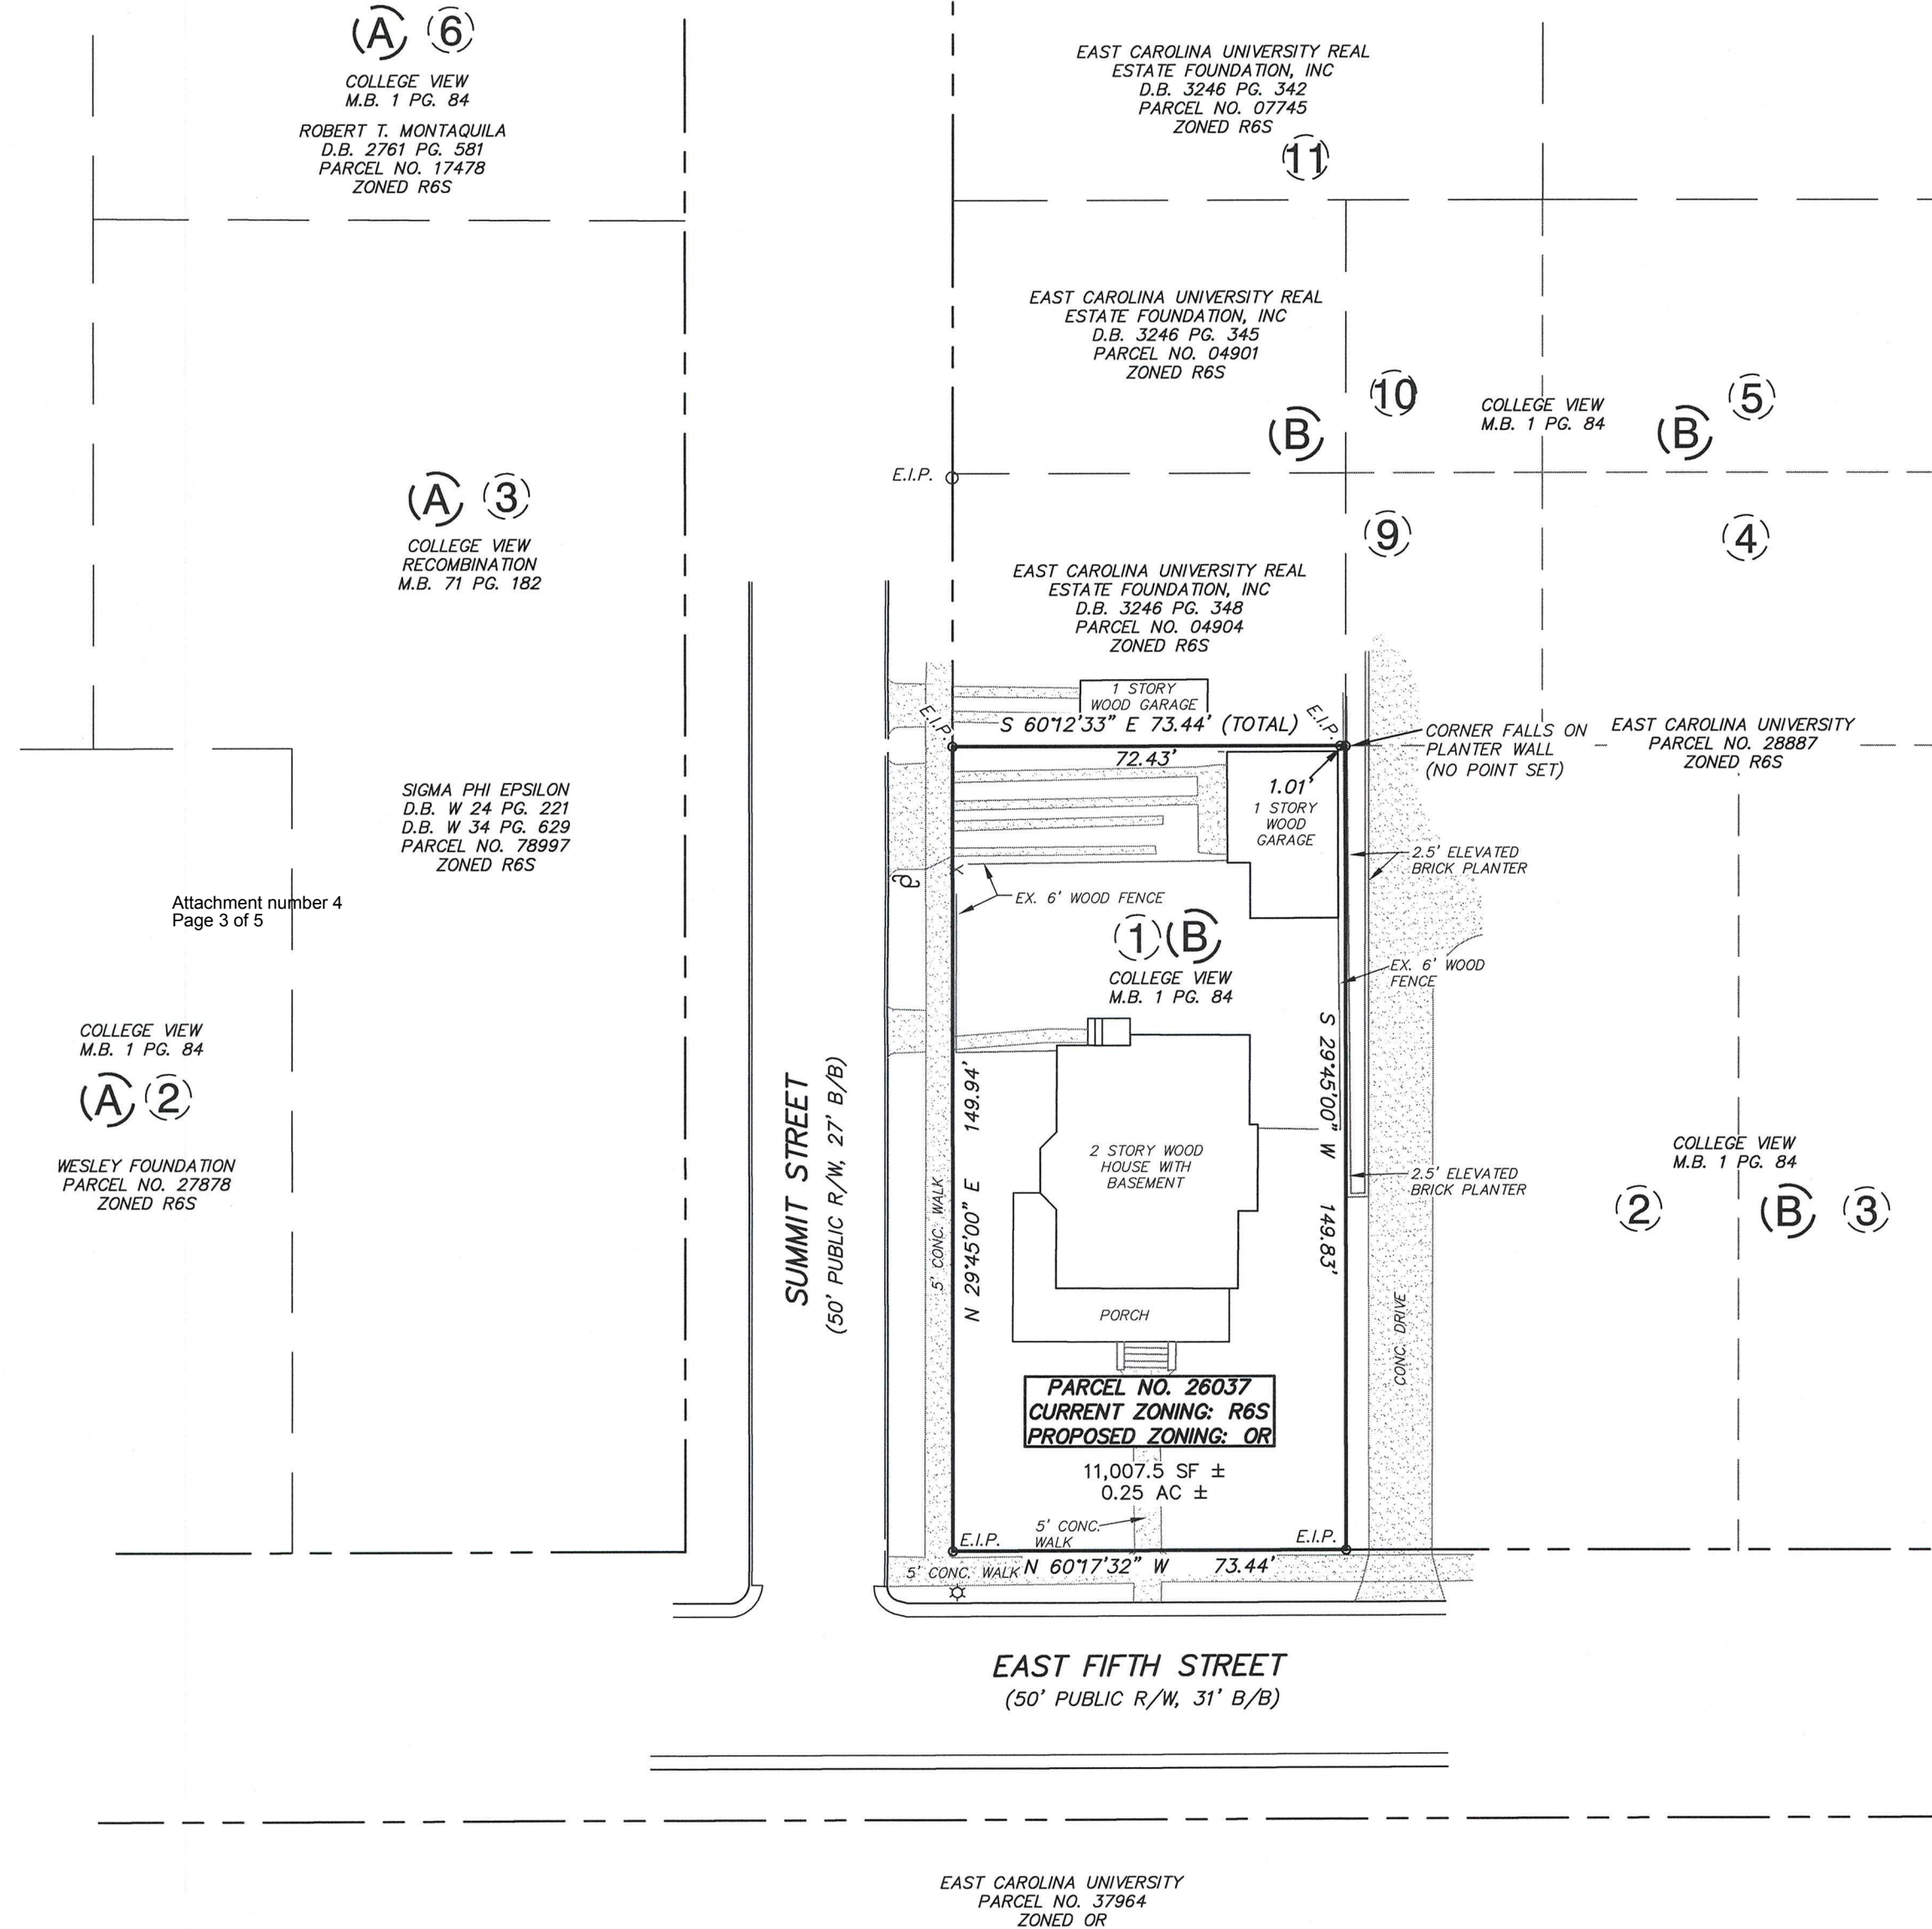 A 6
COLLEGE VIEW
M.B. 1 PG. 84
ROBERT T. MONTAQUILA
D.B. 2761 PG. 581
PARCEL NO. 17478
ZONED R6S
EAST CAROLINA UNIVERSITY REAL
ESTATE FOUNDATION, INC
D.B. 3246 PG. 342
PARCEL NO. 07745
ZONED R6S
11
EAST CAROLINA UNIVERSITY REAL
ESTATE FOUNDATION, INC
D.B. 3246 PG. 345
PARCEL NO. 04901
ZONED R6S
B
10
COLLEGE VIEW
M.B. 1 PG. 84
B 5
E.I.P.
A 3
COLLEGE VIEW
RECOMBINATION
M.B. 71 PG. 182
9
4
EAST CAROLINA UNIVERSITY REAL
ESTATE FOUNDATION, INC
D.B. 3246 PG. 348
PARCEL NO. 04904
ZONED R6S
1 STORY
WOOD GARAGE
E.I.P.
S 60°12'33" E 73.44' (TOTAL)
E.I.P.
72.43'
1.01'
CORNER FALLS ON
PLANTER WALL
(NO POINT SET)
EAST CAROLINA UNIVERSITY
PARCEL NO. 28887
ZONED R6S
1 STORY
WOOD
GARAGE
SIGMA PHI EPSILON
D.B. W 24 PG. 221
D.B. W 34 PG. 629
PARCEL NO. 78997
ZONED R6S
Attachment number 4
Page 3 of 5
2.5' ELEVATED
BRICK PLANTER
EX. 6' WOOD FENCE
1 B
COLLEGE VIEW
M.B. 1 PG. 84
EX. 6' WOOD
FENCE
COLLEGE VIEW
M.B. 1 PG. 84
A 2
WESLEY FOUNDATION
PARCEL NO. 27878
ZONED R6S
SUMMIT STREET
(50' PUBLIC R/W, 27' B/B)
5' CONC. WALK
N 29°45'00" E 149.94'
2 STORY WOOD
HOUSE WITH
BASEMENT
S 29°45'00" W 149.83'
2.5' ELEVATED
BRICK PLANTER
COLLEGE VIEW
M.B. 1 PG. 84
2 B 3
PORCH
CONC. DRIVE
PARCEL NO. 26037
CURRENT ZONING: R6S
PROPOSED ZONING: OR
11,007.5 SF ±
0.25 AC ±
5' CONC.
WALK
E.I.P.
E.I.P.
5' CONC. WALK
N 60°17'32" W 73.44'
EAST FIFTH STREET
(50' PUBLIC R/W, 31' B/B)
EAST CAROLINA UNIVERSITY
PARCEL NO. 37964
ZONED OR